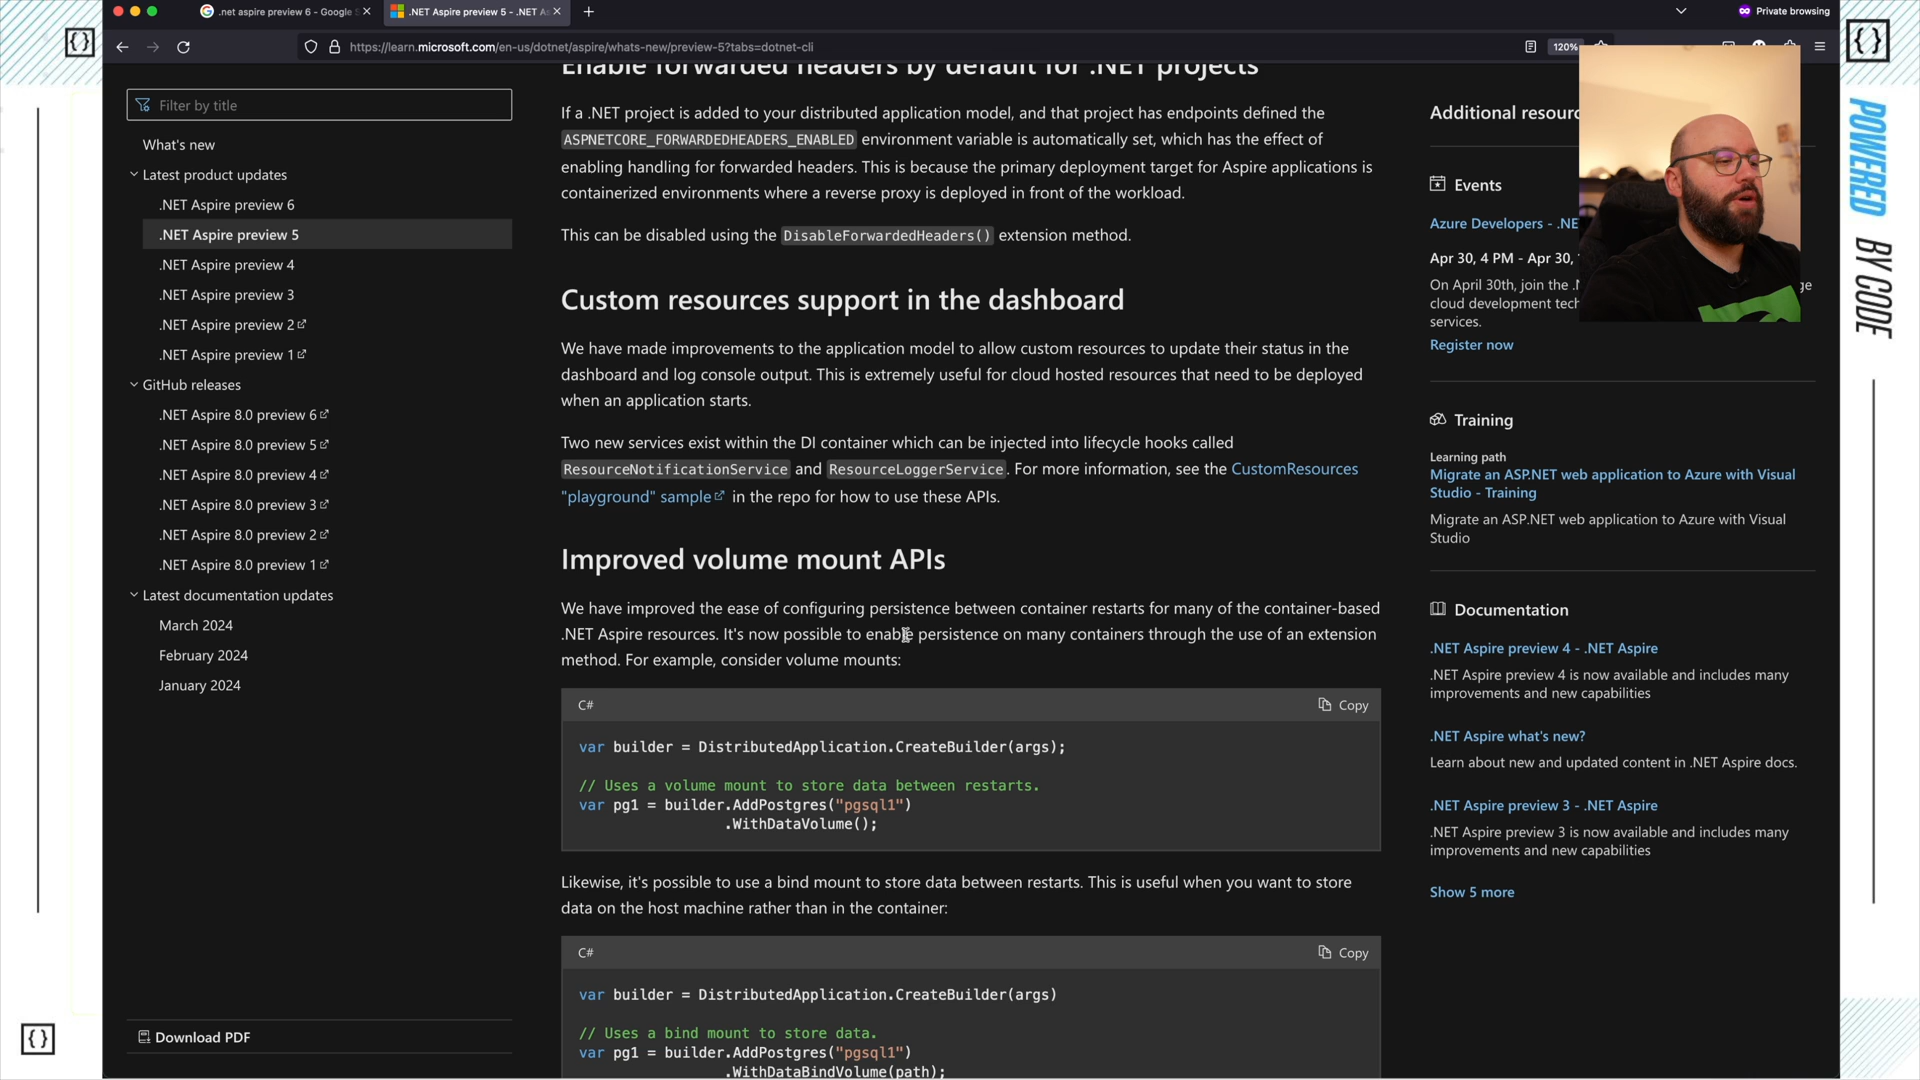 .net aspire preview 6 - Google S
.NET Aspire preview 5 - .NET As
Private browsing
https://learn.microsoft.com/en-us/dotnet/aspire/whats-new/preview-5?tabs=dotnet-cli
120%
Filter by title
What's new
Latest product updates
.NET Aspire preview 6
.NET Aspire preview 5
.NET Aspire preview 4
.NET Aspire preview 3
.NET Aspire preview 2
.NET Aspire preview 1
GitHub releases
.NET Aspire 8.0 preview 6
.NET Aspire 8.0 preview 5
.NET Aspire 8.0 preview 4
.NET Aspire 8.0 preview 3
.NET Aspire 8.0 preview 2
.NET Aspire 8.0 preview 1
Latest documentation updates
March 2024
February 2024
January 2024
Download PDF
Enable forwarded headers by default for .NET projects
If a .NET project is added to your distributed application model, and that project has endpoints defined the
ASPNETCORE_FORWARDEDHEADERS_ENABLED environment variable is automatically set, which has the effect of
enabling handling for forwarded headers. This is because the primary deployment target for Aspire applications is
containerized environments where a reverse proxy is deployed in front of the workload.
This can be disabled using the DisableForwardedHeaders() extension method.
Custom resources support in the dashboard
We have made improvements to the application model to allow custom resources to update their status in the
dashboard and log console output. This is extremely useful for cloud hosted resources that need to be deployed
when an application starts.
Two new services exist within the DI container which can be injected into lifecycle hooks called
ResourceNotificationService and ResourceLoggerService. For more information, see the CustomResources
"playground" sample in the repo for how to use these APIs.
Improved volume mount APIs
We have improved the ease of configuring persistence between container restarts for many of the container-based
.NET Aspire resources. It's now possible to enable persistence on many containers through the use of an extension
method. For example, consider volume mounts:
C#
Copy
var builder = DistributedApplication.CreateBuilder(args);
// Uses a volume mount to store data between restarts.
var pg1 = builder.AddPostgres("pgsql1")
.WithDataVolume();
Likewise, it's possible to use a bind mount to store data between restarts. This is useful when you want to store
data on the host machine rather than in the container:
C#
Copy
var builder = DistributedApplication.CreateBuilder(args)
// Uses a bind mount to store data.
var pg1 = builder.AddPostgres("pgsql1")
.WithDataBindVolume(path);
Additional resourc
Events
Azure Developers - .NE
Apr 30, 4 PM - Apr 30,
On April 30th, join the .N
ge
cloud development tech
services.
Register now
Training
Learning path
Migrate an ASP.NET web application to Azure with Visual
Studio - Training
Migrate an ASP.NET web application to Azure with Visual
Studio
Documentation
.NET Aspire preview 4 - .NET Aspire
.NET Aspire preview 4 is now available and includes many
improvements and new capabilities
.NET Aspire what's new?
Learn about new and updated content in .NET Aspire docs.
.NET Aspire preview 3 - .NET Aspire
.NET Aspire preview 3 is now available and includes many
improvements and new capabilities
Show 5 more
{}
{}
{}
POWERED BY CODE